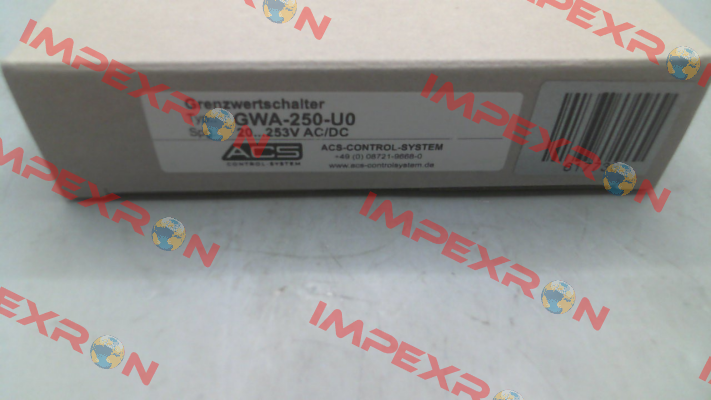 Grenzwertschalter
GWA-250-U0
20...253V AC/DC
ACS
CONTROL SYSTEM
ACS-CONTROL-SYSTEM
+49 (0) 08721-9668-0
www.acs-controlsystem.de
IMPEXRON
IMPEXRON
IMPEXRON
IMPEXRON
IMPEXRON
IMPEXRON